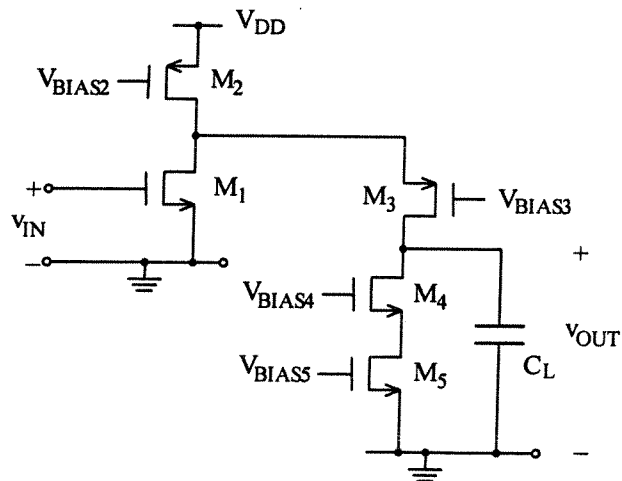 V_DD
V_BIAS2
M_2
+
M_1
v_IN
M_3
V_BIAS3
−
+
V_BIAS4
M_4
v_OUT
V_BIAS5
M_5
C_L
−